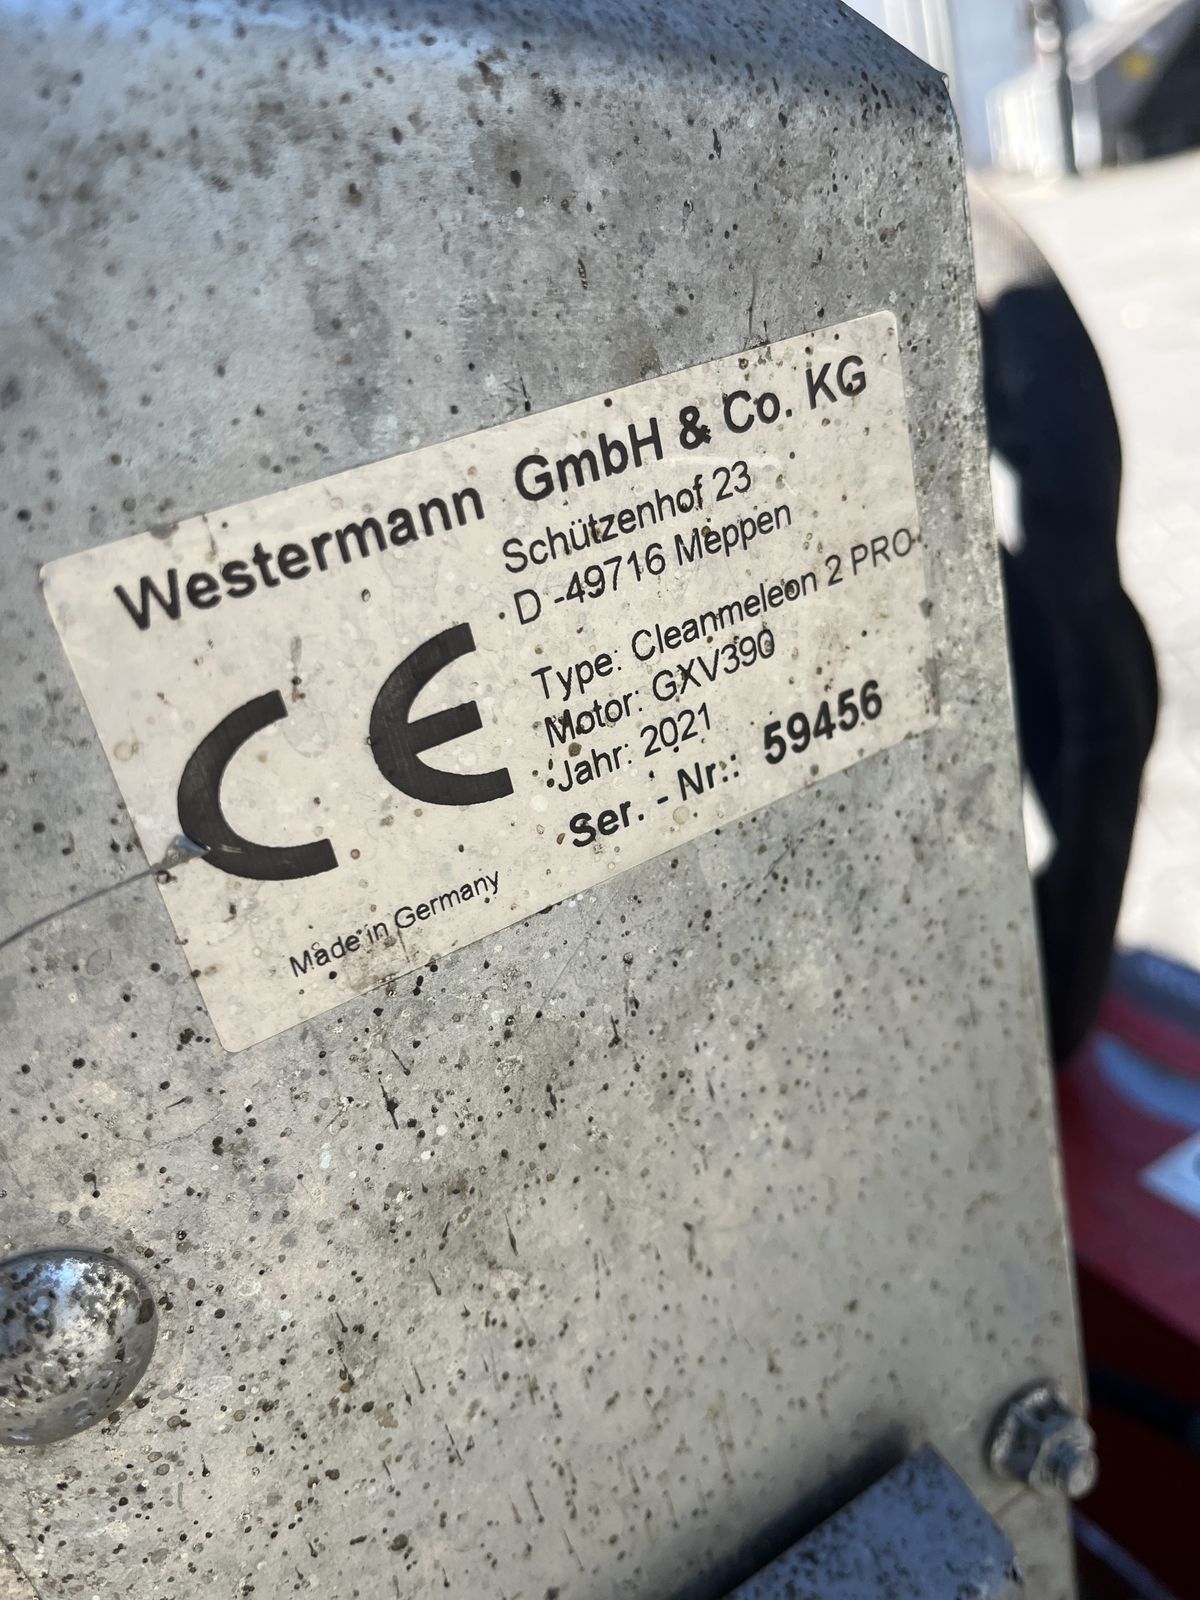 Westermann GmbH & Co. KG
Schützenhof 23
D -49716 Meppen
CE
Type: Cleanmeleon 2 PRO
Motor: GXV390
Jahr: 2021
Ser. - Nr.: 59456
Made in Germany